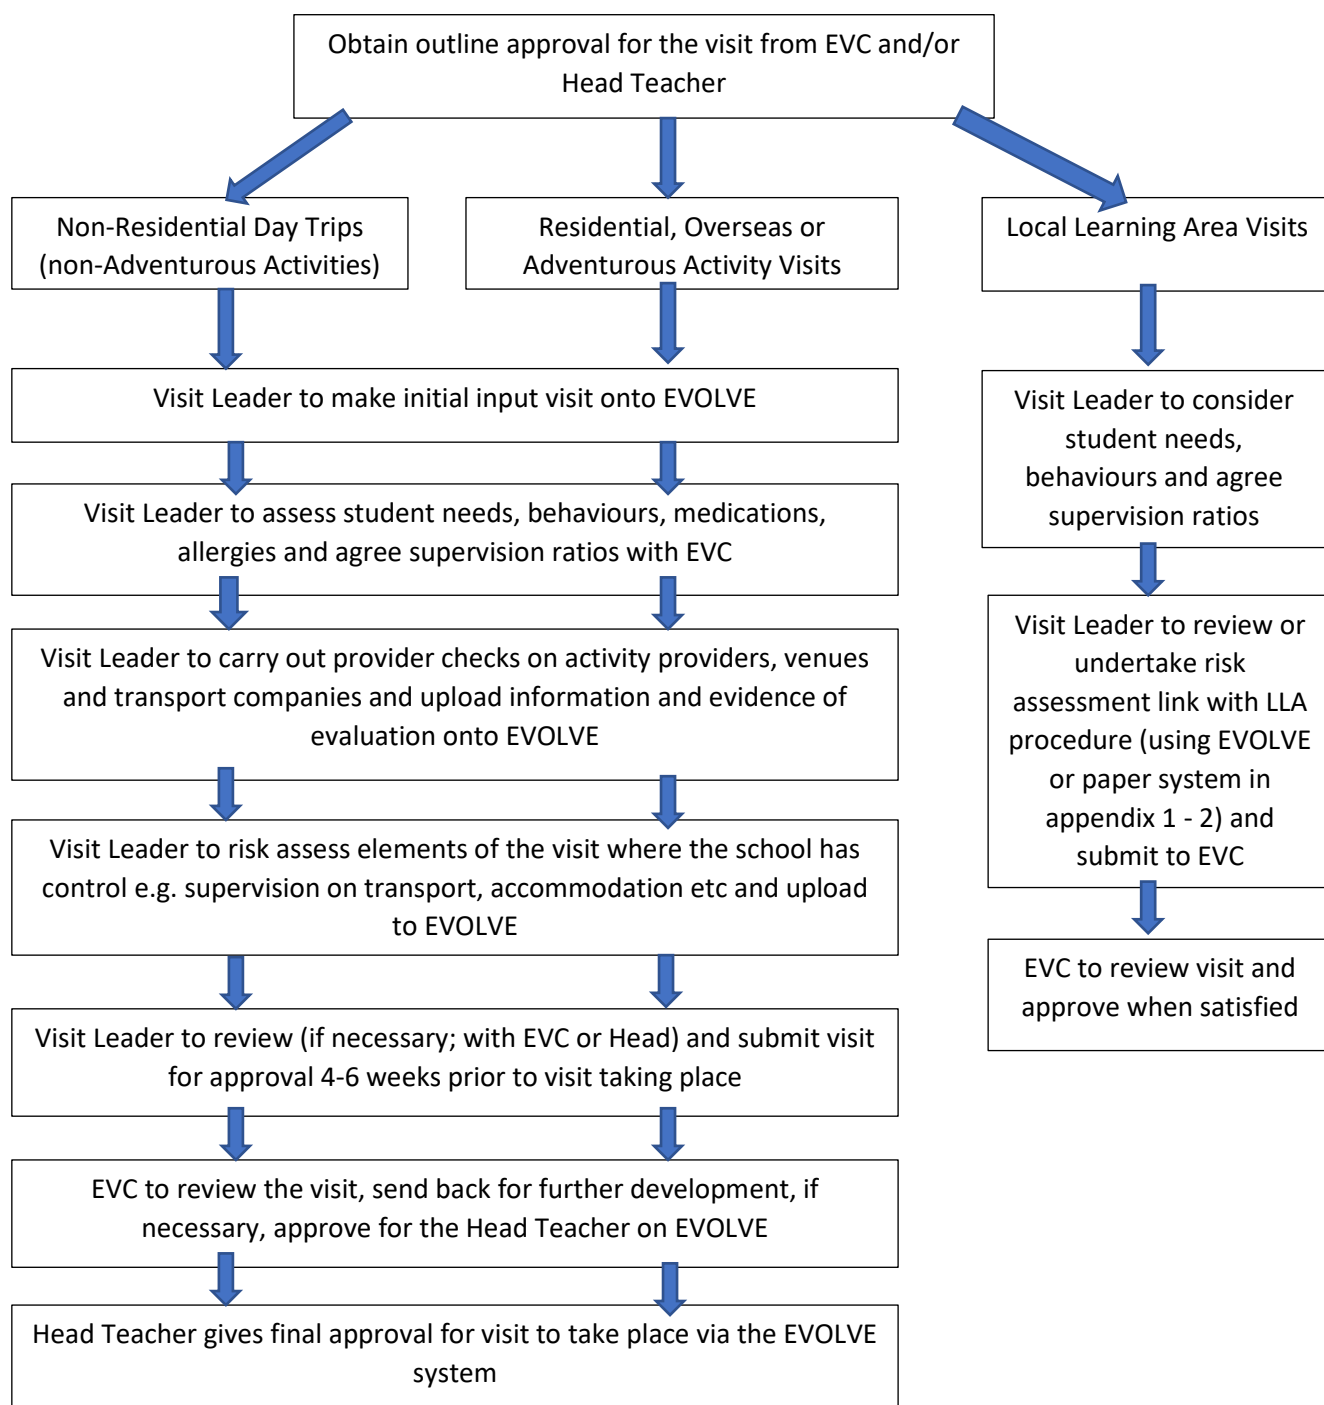 Obtain outline approval for the visit from EVC and/or
Head Teacher
Non-Residential Day Trips
(non-Adventurous Activities)
Residential, Overseas or
Adventurous Activity Visits
Local Learning Area Visits
Visit Leader to make initial input visit onto EVOLVE
Visit Leader to assess student needs, behaviours, medications,
allergies and agree supervision ratios with EVC
Visit Leader to carry out provider checks on activity providers, venues
and transport companies and upload information and evidence of
evaluation onto EVOLVE
Visit Leader to risk assess elements of the visit where the school has
control e.g. supervision on transport, accommodation etc and upload
to EVOLVE
Visit Leader to review (if necessary; with EVC or Head) and submit visit
for approval 4-6 weeks prior to visit taking place
EVC to review the visit, send back for further development, if
necessary, approve for the Head Teacher on EVOLVE
Head Teacher gives final approval for visit to take place via the EVOLVE
system
Visit Leader to consider
student needs,
behaviours and agree
supervision ratios
Visit Leader to review or
undertake risk
assessment link with LLA
procedure (using EVOLVE
or paper system in
appendix 1 - 2) and
submit to EVC
EVC to review visit and
approve when satisfied